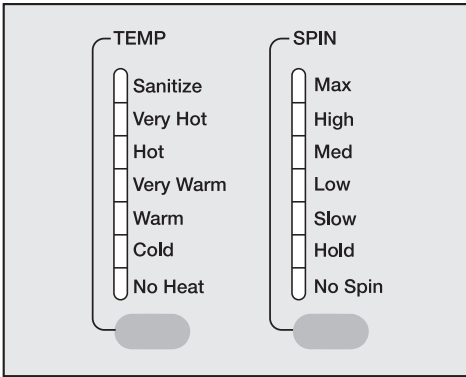 TEMP
Sanitize
Very Hot
Hot
Very Warm
Warm
Cold
No Heat
SPIN
Max
High
Med
Low
Slow
Hold
No Spin